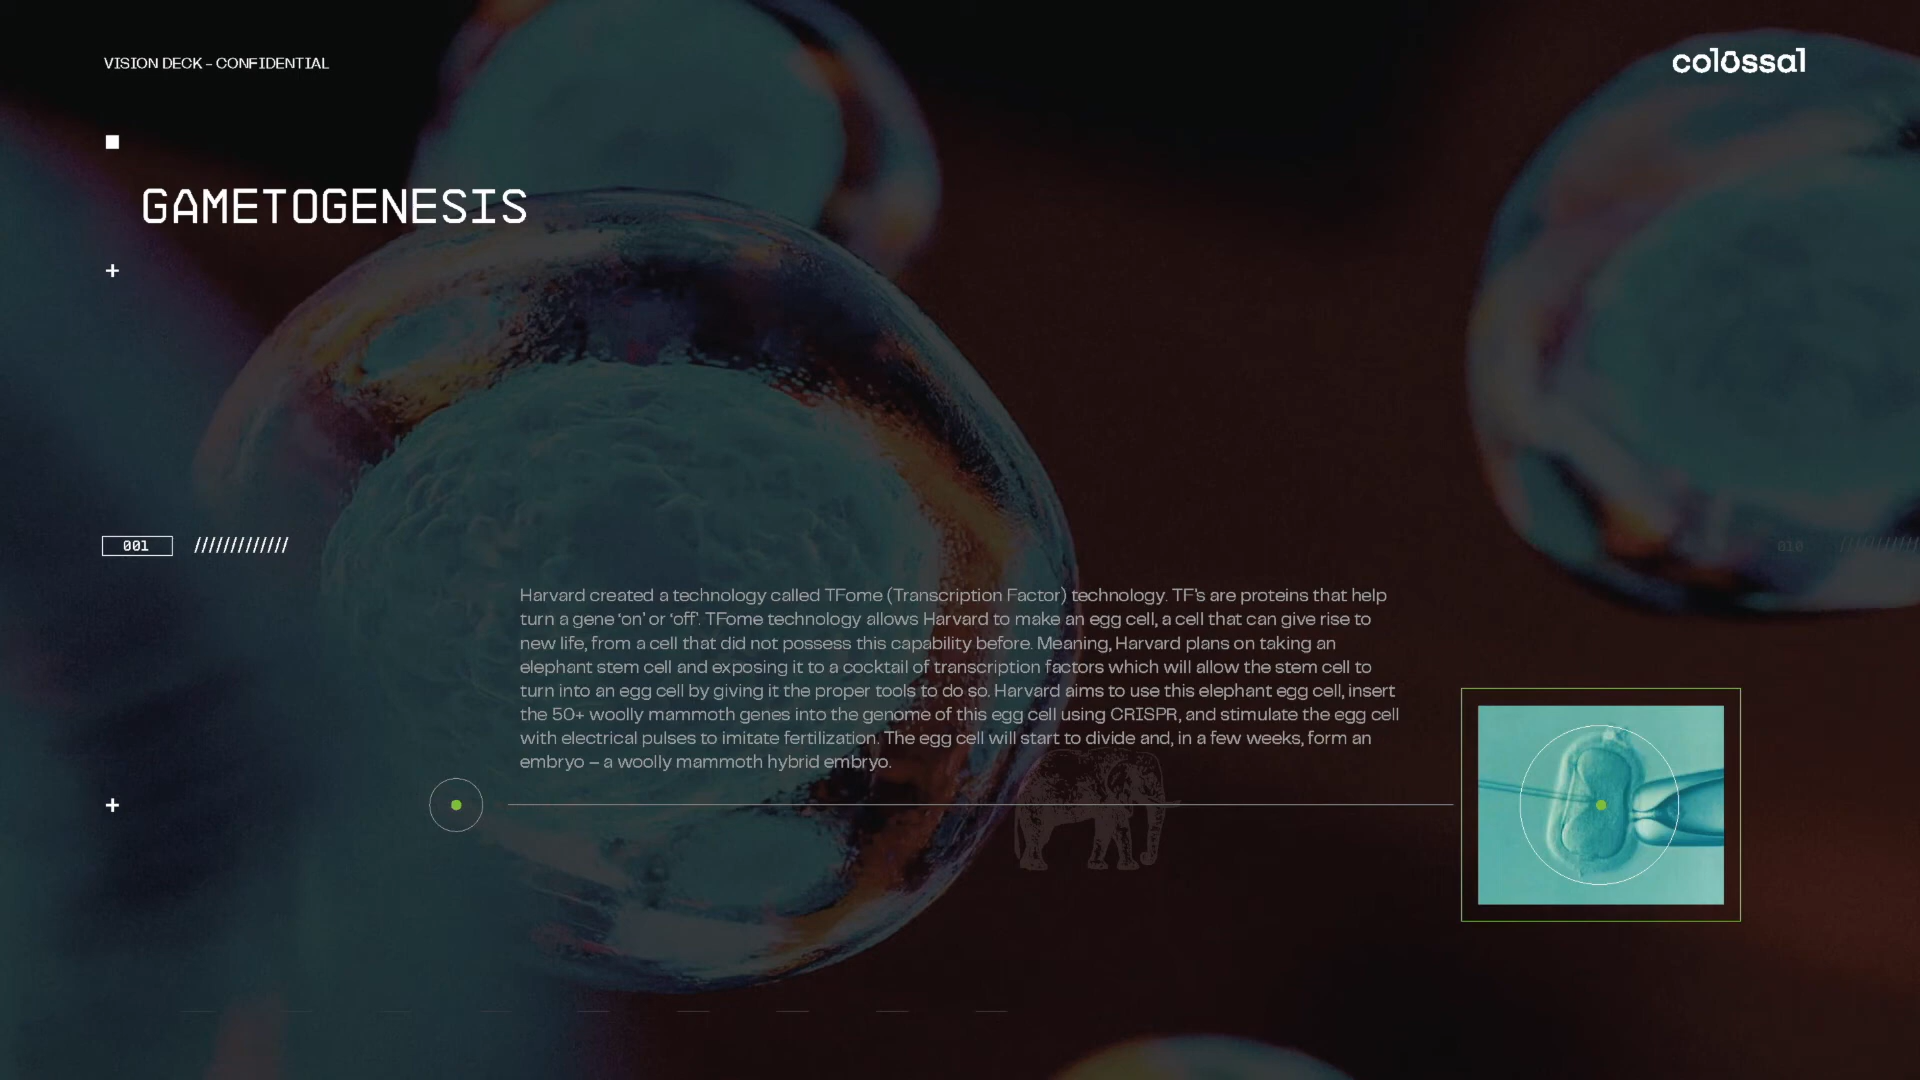 VISION DECK - CONFIDENTIAL
colossal
GAMETOGENESIS
001 /////////////
010
Harvard created a technology called TFome (Transcription Factor) technology. TF's are proteins that help
turn a gene ‘on’ or ‘off’. TFome technology allows Harvard to make an egg cell, a cell that can give rise to
new life, from a cell that did not possess this capability before. Meaning, Harvard plans on taking an
elephant stem cell and exposing it to a cocktail of transcription factors which will allow the stem cell to
turn into an egg cell by giving it the proper tools to do so. Harvard aims to use this elephant egg cell, insert
the 50+ woolly mammoth genes into the genome of this egg cell using CRISPR, and stimulate the egg cell
with electrical pulses to imitate fertilization. The egg cell will start to divide and, in a few weeks, form an
embryo – a woolly mammoth hybrid embryo.